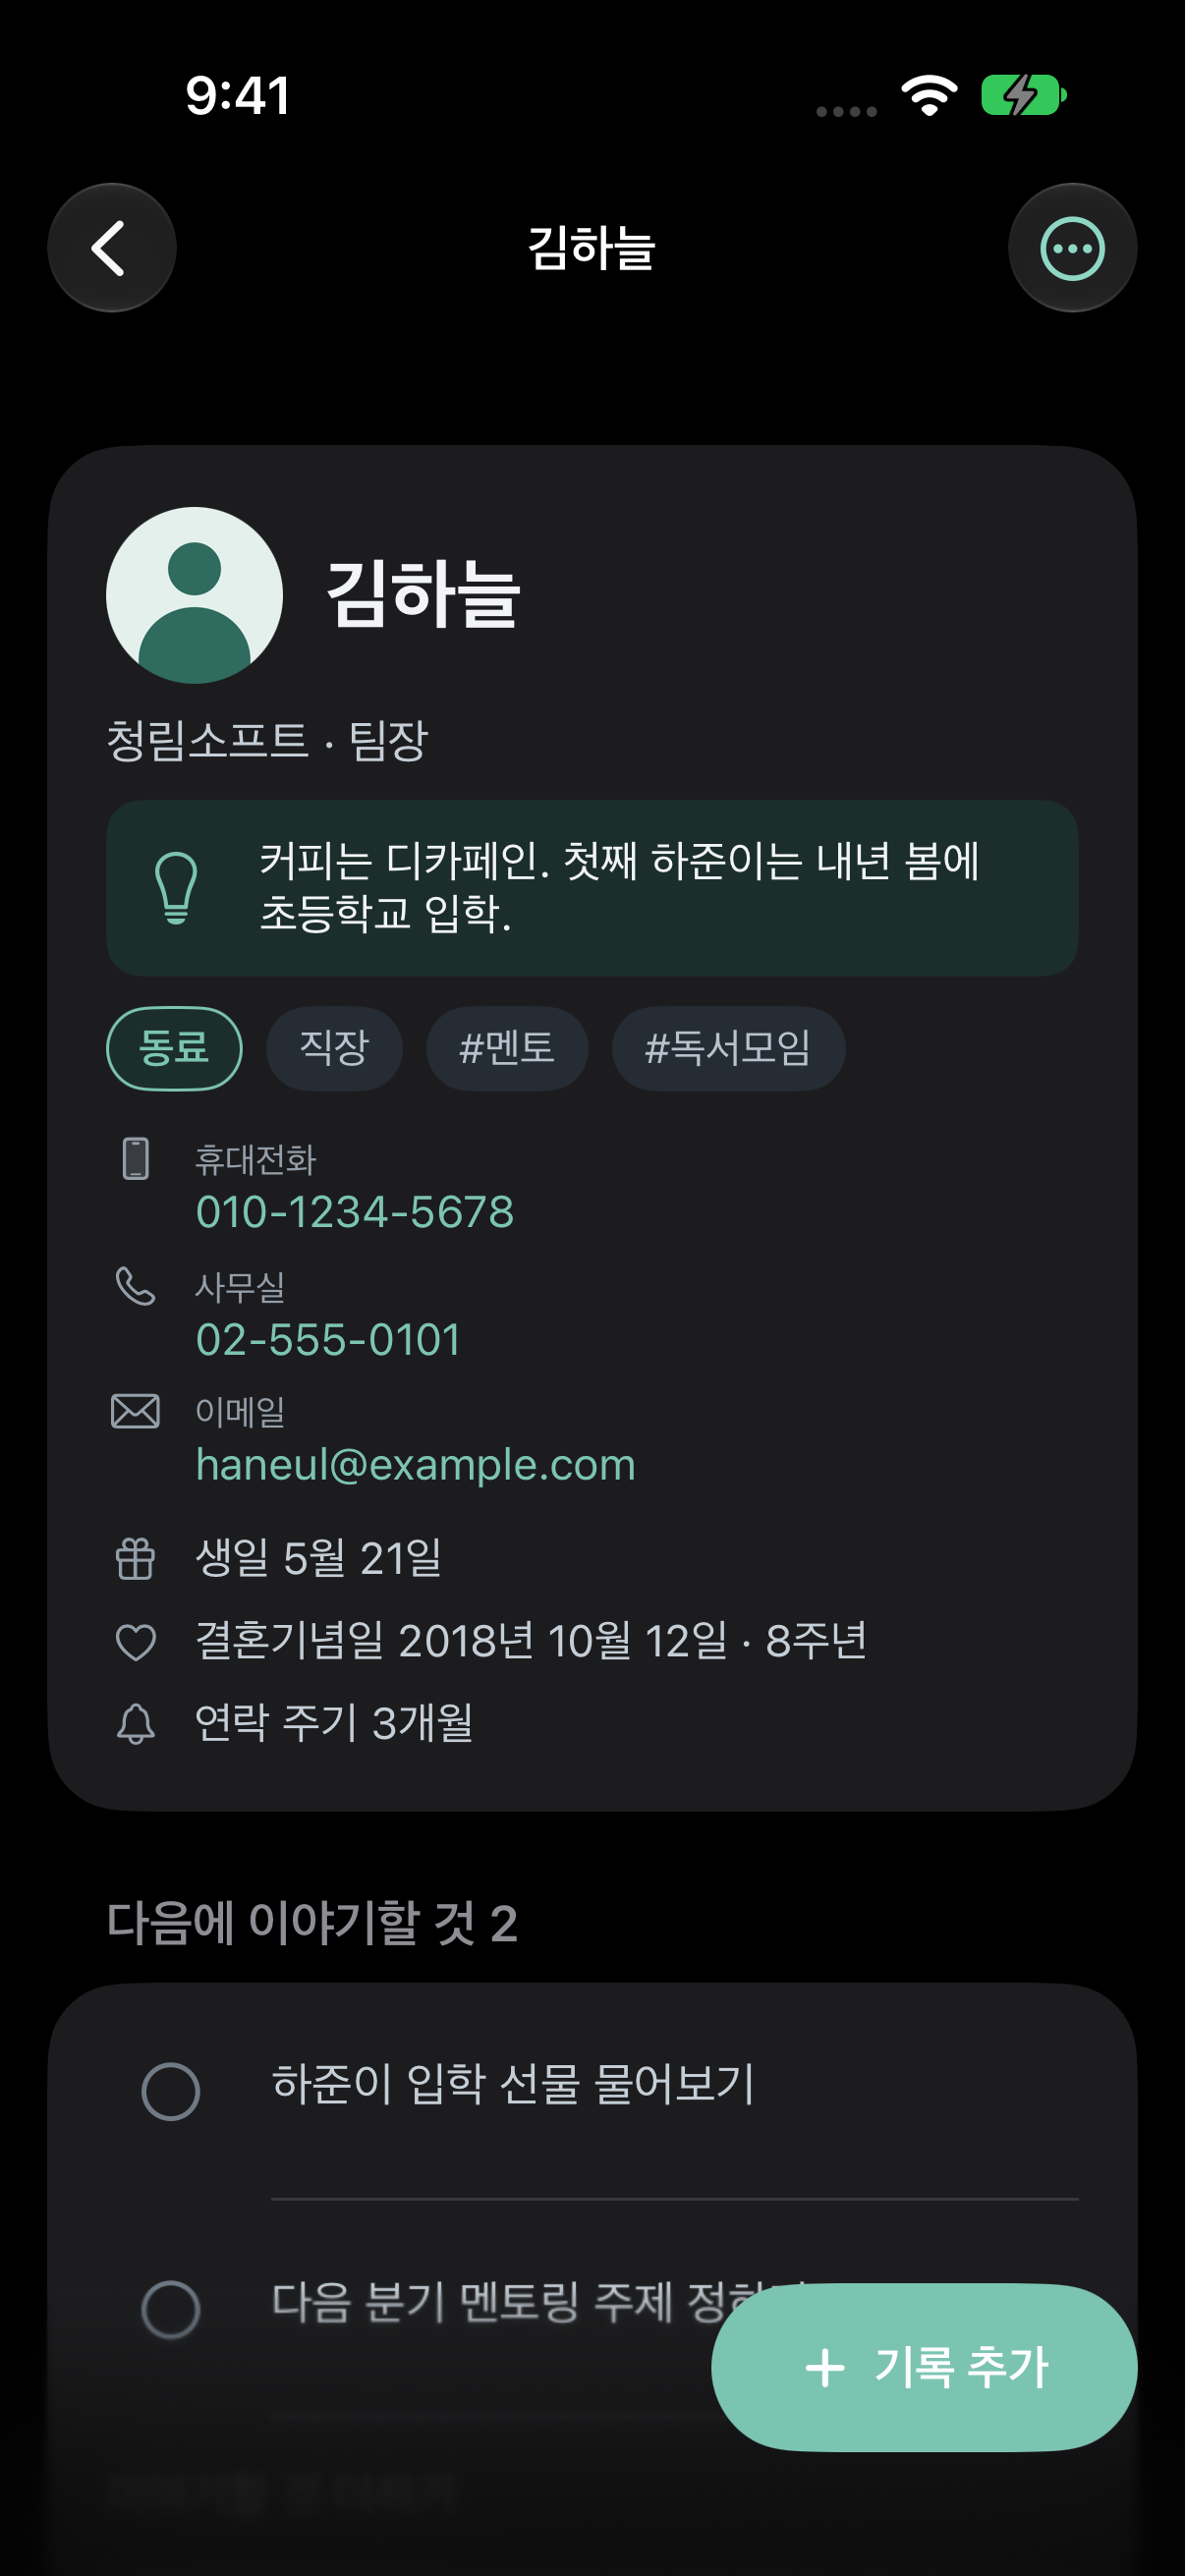 9:41
김하늘
김하늘
청림소프트 · 팀장
커피는 디카페인. 첫째 하준이는 내년 봄에
초등학교 입학.
동료 직장 #멘토 #독서모임
휴대전화
010-1234-5678
사무실
02-555-0101
이메일
haneul@example.com
생일 5월 21일
결혼기념일 2018년 10월 12일 · 8주년
연락 주기 3개월
다음에 이야기할 것 2
하준이 입학 선물 물어보기
다음 분기 멘토링 주제
+ 기록 추가